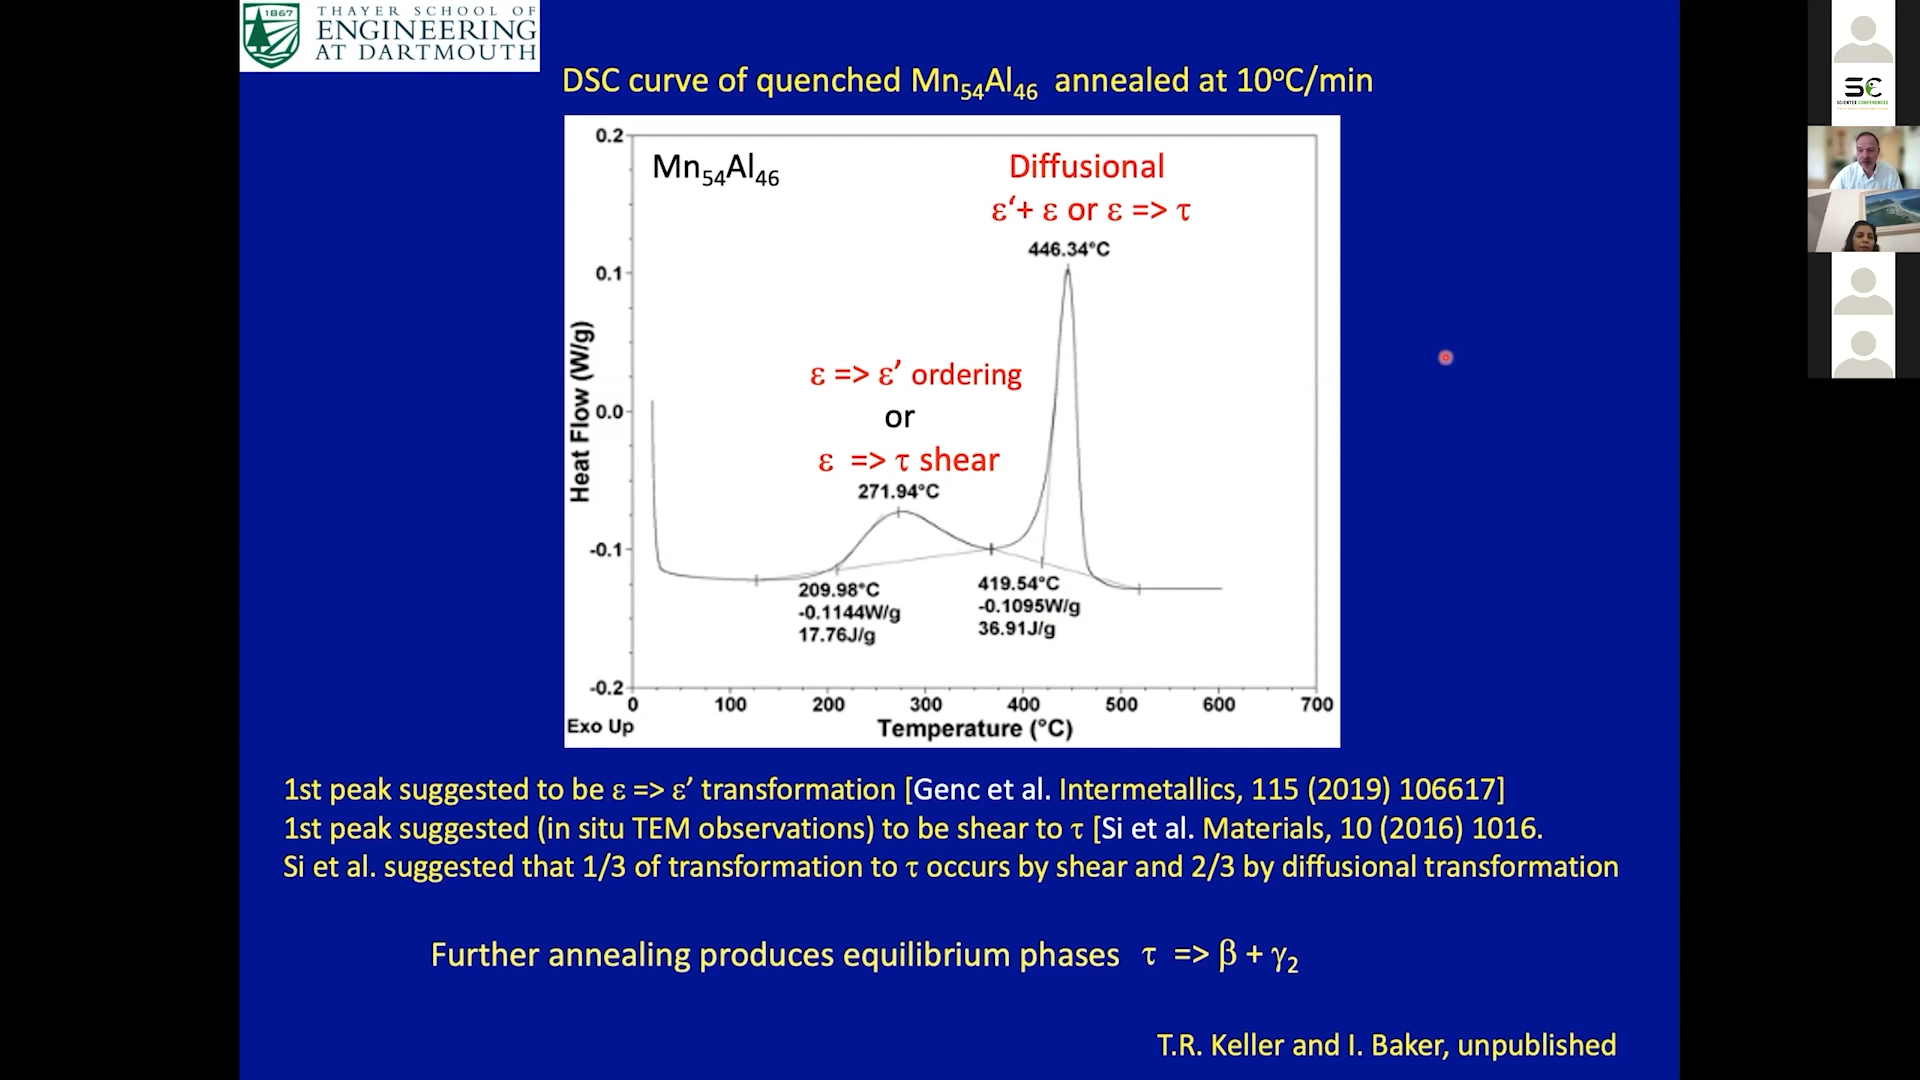 1867
THAYER SCHOOL OF
ENGINEERING
AT DARTMOUTH
SC
SCIENTEX CONFERENCES
DSC curve of quenched Mn54Al46 annealed at 10oC/min
0.2
Mn54Al46
Diffusional
ε‘+ ε or ε => τ
446.34°C
0.1
ε => ε’ ordering
or
ε => τ shear
271.94°C
Heat Flow (W/g)
0.0
-0.1
209.98°C
-0.1144W/g
17.76J/g
419.54°C
-0.1095W/g
36.91J/g
-0.2
0 100 200 300 400 500 600 700
Exo Up
Temperature (°C)
1st peak suggested to be ε => ε’ transformation [Genc et al. Intermetallics, 115 (2019) 106617]
1st peak suggested (in situ TEM observations) to be shear to τ [Si et al. Materials, 10 (2016) 1016.
Si et al. suggested that 1/3 of transformation to τ occurs by shear and 2/3 by diffusional transformation
Further annealing produces equilibrium phases τ => β + γ2
T.R. Keller and I. Baker, unpublished